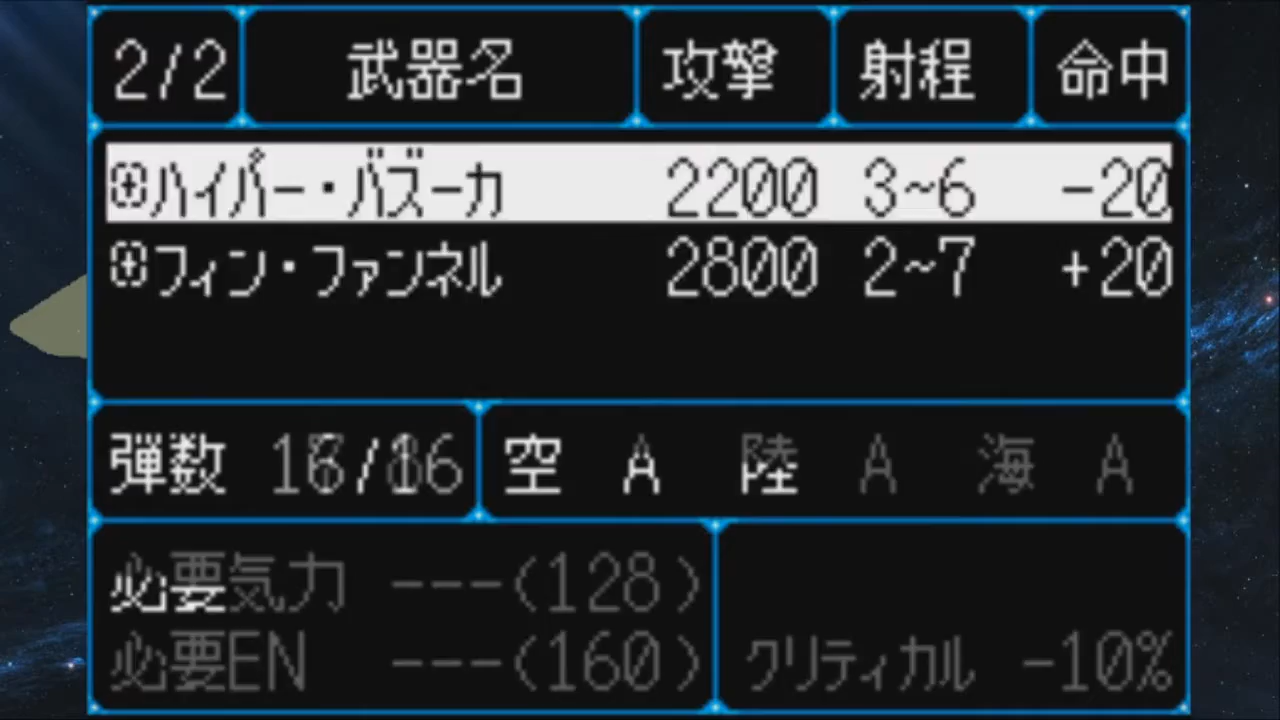 2/2 武器名 攻撃 射程 命中
ハイパー・バズーカ 2200 3~6 -20
フィン・ファンネル 2800 2~7 +20
弾数 空 A 陸 A 海 A
必要気力 ---(128)
必要EN ---(160) クリティカル -10%